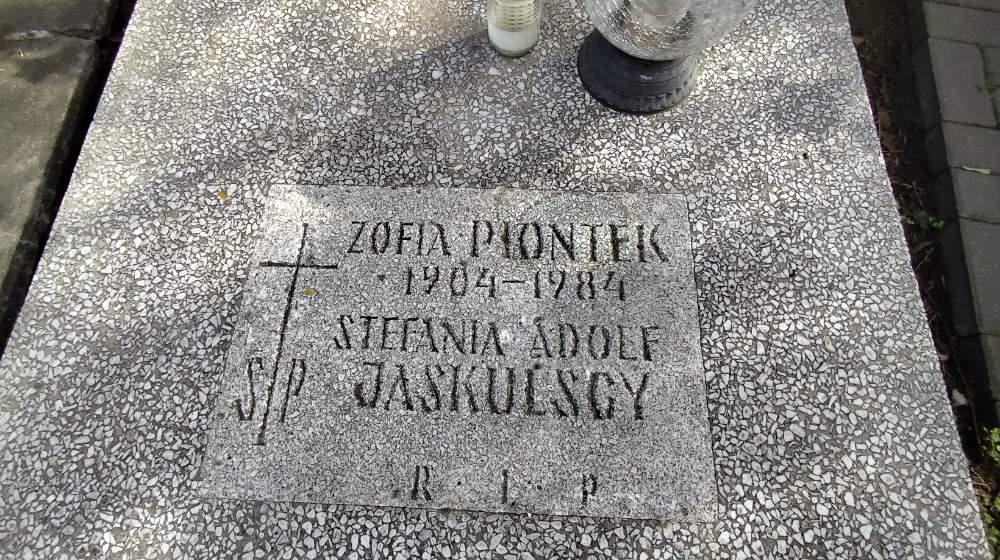 ZOFIA PIONTEK
1904-1984
STEFANIA ADOLF
JASKULSCY
S P
R. I. P